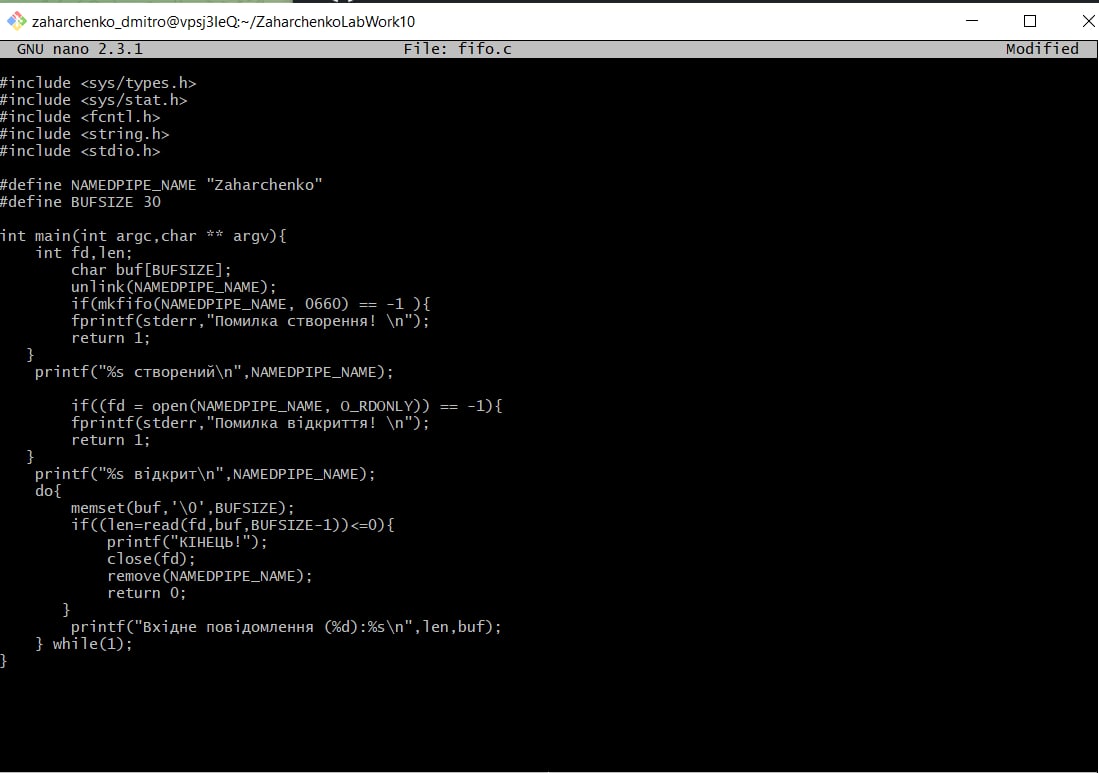 zaharchenko_dmitro@vpsj3IeQ:~/ZaharchenkoLabWork10
GNU nano 2.3.1 File: fifo.c Modified
#include <sys/types.h>
#include <sys/stat.h>
#include <fcntl.h>
#include <string.h>
#include <stdio.h>
#define NAMEDPIPE_NAME "Zaharchenko"
#define BUFSIZE 30
int main(int argc,char ** argv){
    int fd,len;
        char buf[BUFSIZE];
        unlink(NAMEDPIPE_NAME);
        if(mkfifo(NAMEDPIPE_NAME, 0660) == -1 ){
        fprintf(stderr,"Помилка створення! \n");
        return 1;
   }
    printf("%s створений\n",NAMEDPIPE_NAME);
        if((fd = open(NAMEDPIPE_NAME, O_RDONLY)) == -1){
        fprintf(stderr,"Помилка відкриття! \n");
        return 1;
   }
    printf("%s відкрит\n",NAMEDPIPE_NAME);
    do{
        memset(buf,'\0',BUFSIZE);
        if((len=read(fd,buf,BUFSIZE-1))<=0){
            printf("КІНЕЦЬ!");
            close(fd);
            remove(NAMEDPIPE_NAME);
            return 0;
       }
        printf("Вхідне повідомлення (%d):%s\n",len,buf);
    } while(1);
}